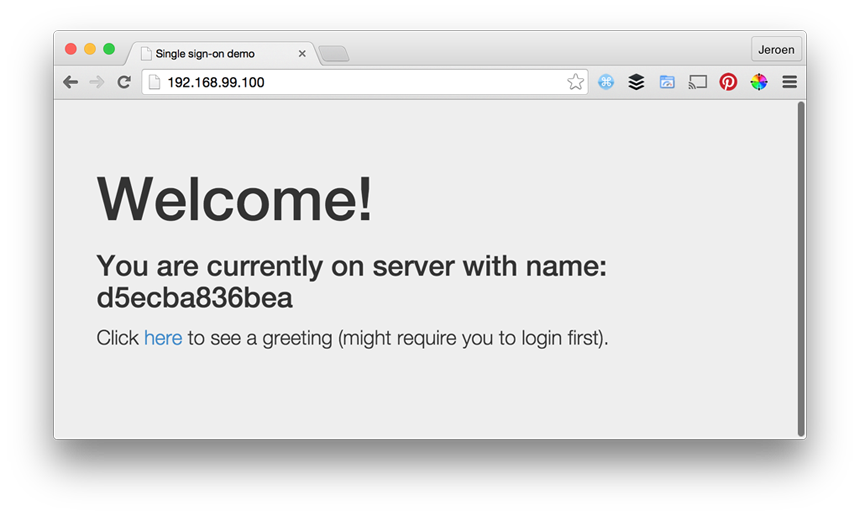 Single sign-on demo
Jeroen
192.168.99.100
Welcome!
You are currently on server with name:
d5ecba836bea
Click here to see a greeting (might require you to login first).